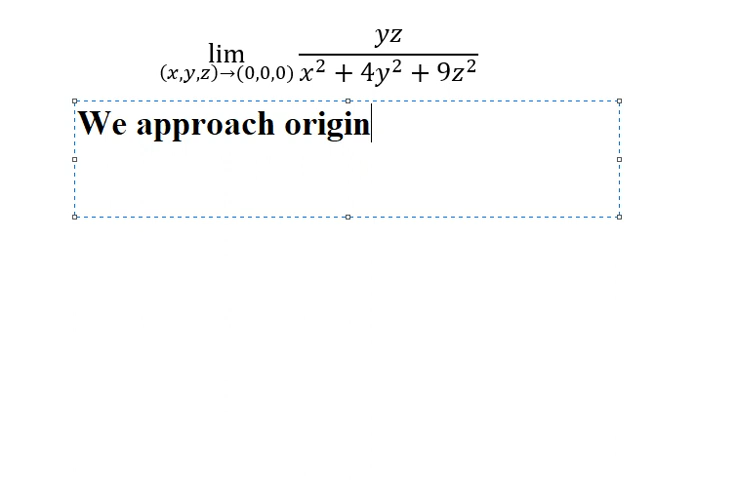 yz
lim
(x,y,z)→(0,0,0) x² + 4y² + 9z²
We approach origin